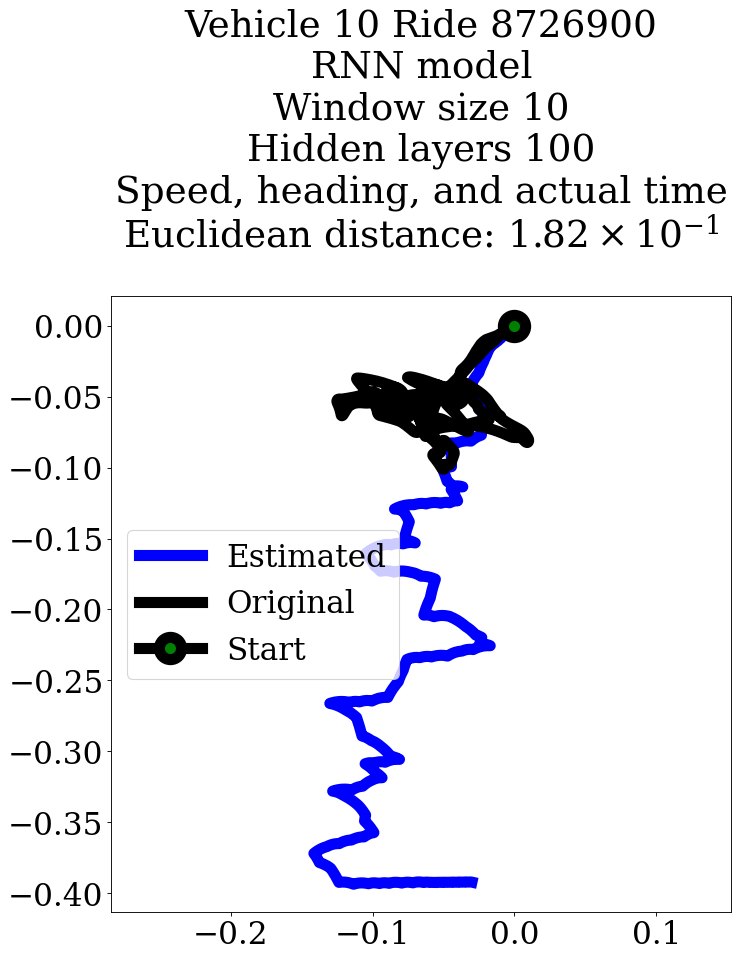 Vehicle 10 Ride 8726900
RNN model
Window size 10
Hidden layers 100
Speed, heading, and actual time
Euclidean distance: 1.82 × 10⁻¹
0.00
−0.05
−0.10
−0.15
−0.20
−0.25
−0.30
−0.35
−0.40
Estimated
Original
Start
−0.2 −0.1 0.0 0.1